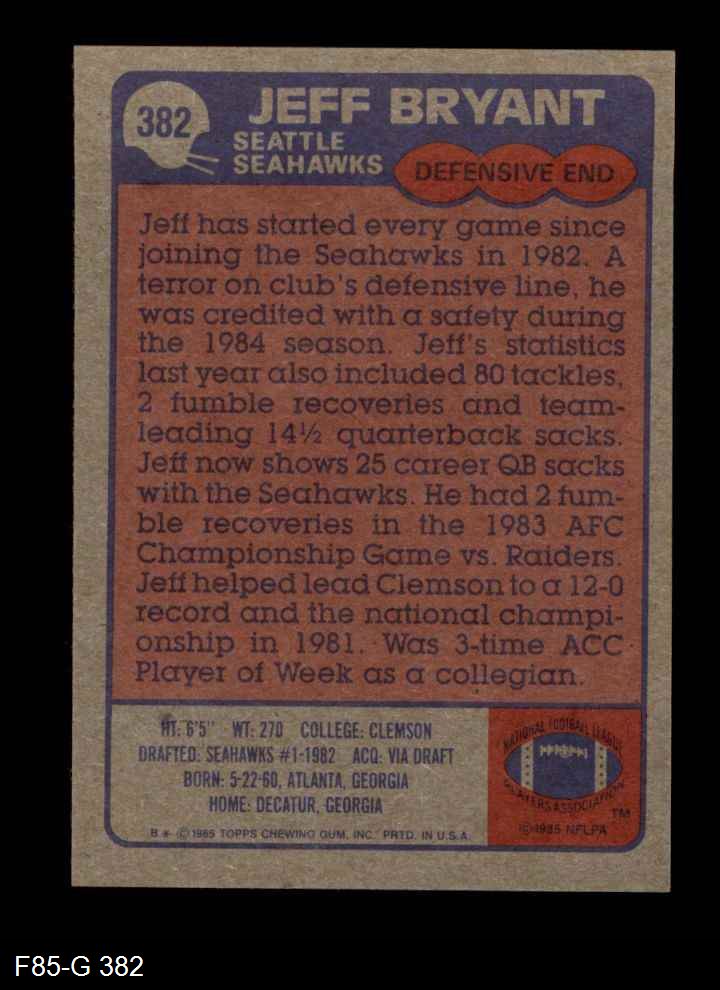 382
JEFF BRYANT
SEATTLE
SEAHAWKS
DEFENSIVE END
Jeff has started every game since
joining the Seahawks in 1982. A
terror on club's defensive line, he
was credited with a safety during
the 1984 season. Jeff's statistics
last year also included 80 tackles,
2 fumble recoveries and team-
leading 14½ quarterback sacks.
Jeff now shows 25 career QB sacks
with the Seahawks. He had 2 fum-
ble recoveries in the 1983 AFC
Championship Game vs. Raiders.
Jeff helped lead Clemson to a 12-0
record and the national champi-
onship in 1981. Was 3-time ACC
Player of Week as a collegian.
HT: 6'5" WT: 270 COLLEGE: CLEMSON
DRAFTED: SEAHAWKS #1-1982 ACQ: VIA DRAFT
BORN: 5-22-60, ATLANTA, GEORGIA
HOME: DECATUR, GEORGIA
B * © 1985 TOPPS CHEWING GUM, INC. PRTD. IN U.S.A.
NATIONAL FOOTBALL LEAGUE
PLAYERS ASSOCIATION
TM
© 1985 NFLPA
F85-G 382